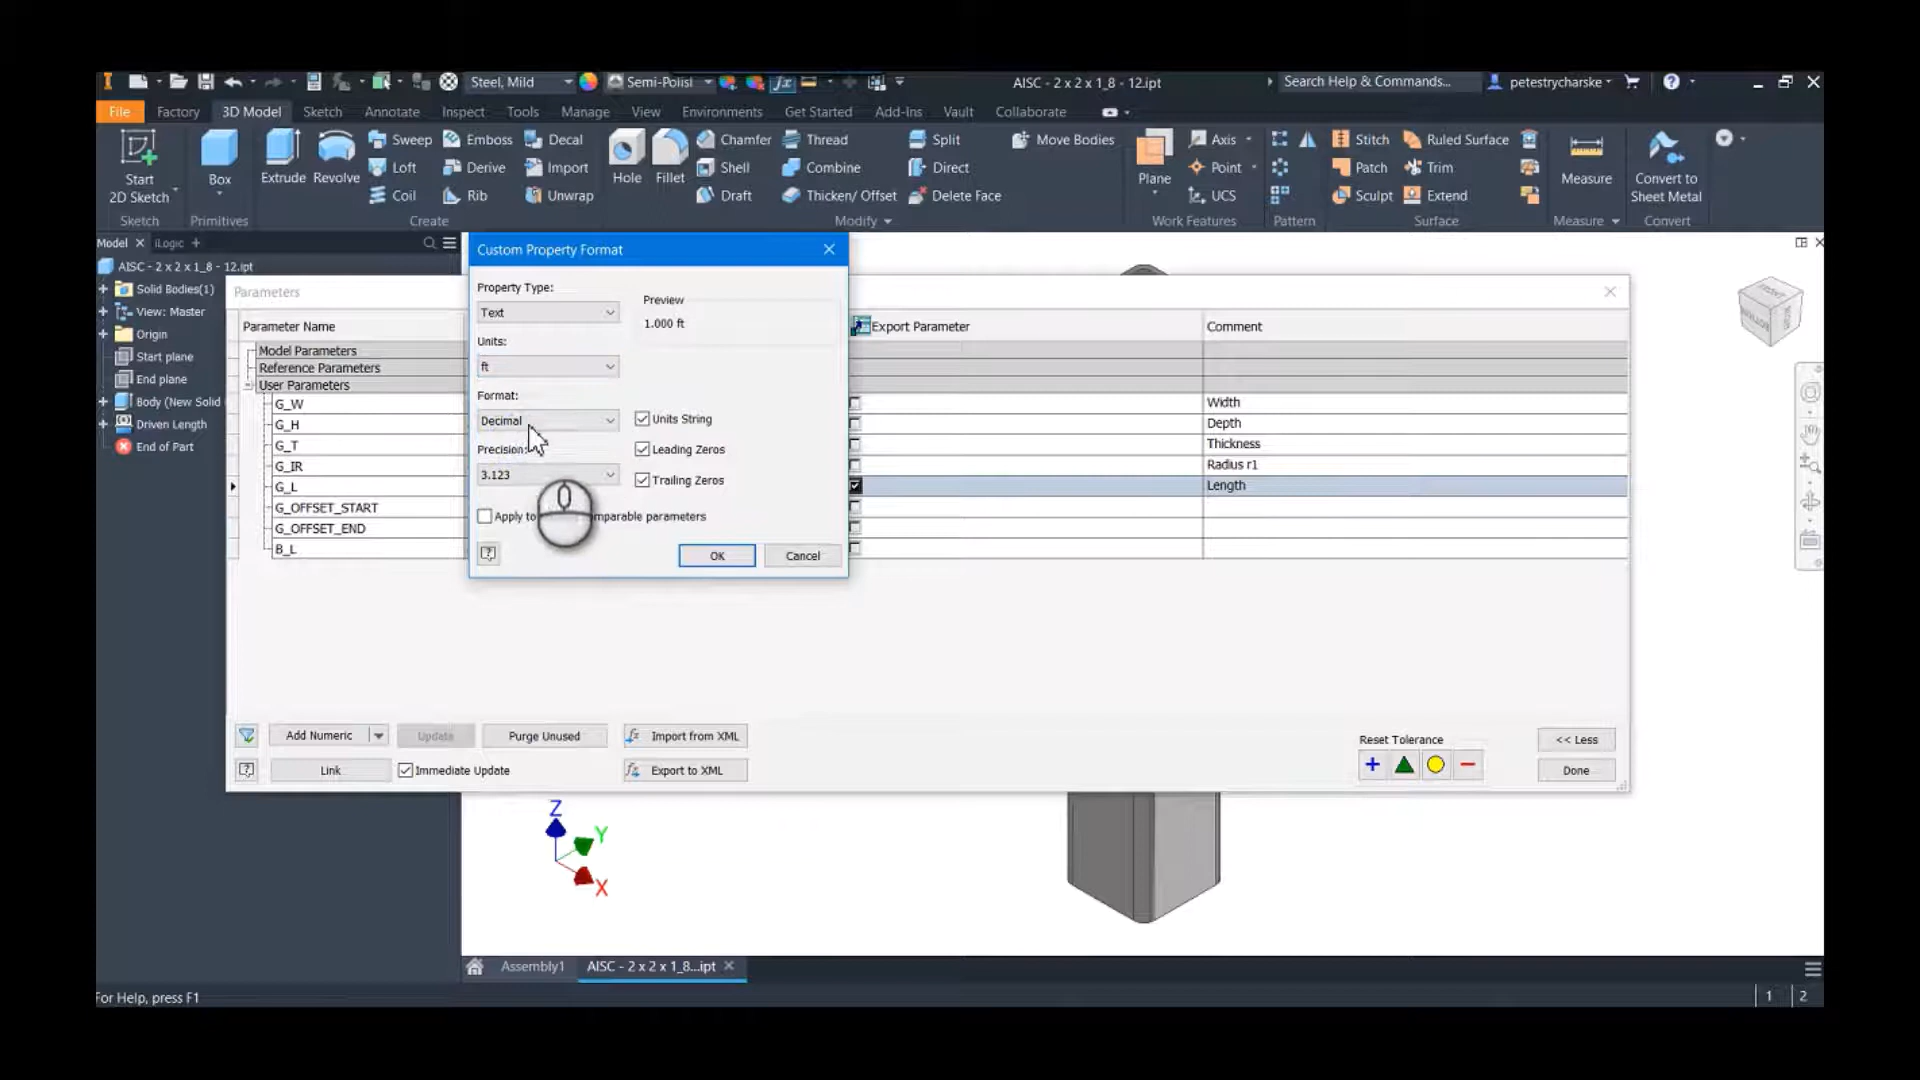 Steel, Mild
Semi-Polisl
AISC - 2 x 2 x 1_8 - 12.ipt
Search Help & Commands...
petestrycharske
File
Factory
3D Model
Sketch
Annotate
Inspect
Tools
Manage
View
Environments
Get Started
Add-Ins
Vault
Collaborate
Start
2D Sketch
Box
Extrude
Revolve
Sweep
Loft
Coil
Emboss
Derive
Rib
Decal
Import
Unwrap
Hole
Fillet
Chamfer
Shell
Draft
Thread
Combine
Thicken/ Offset
Split
Direct
Delete Face
Move Bodies
Plane
Axis
Point
UCS
Stitch
Patch
Sculpt
Ruled Surface
Trim
Extend
Measure
Convert to
Sheet Metal
Sketch
Primitives
Create
Modify
Work Features
Pattern
Surface
Measure
Convert
Model
iLogic
AISC - 2 x 2 x 1_8 - 12.ipt
Solid Bodies(1)
View: Master
Origin
Start plane
End plane
Body (New Solid
Driven Length
End of Part
Parameters
Parameter Name
Model Parameters
Reference Parameters
User Parameters
G_W
G_H
G_T
G_IR
G_L
G_OFFSET_START
G_OFFSET_END
B_L
Export Parameter
Comment
Width
Depth
Thickness
Radius r1
Length
Custom Property Format
Property Type:
Text
Units:
ft
Format:
Decimal
Precision:
3.123
Preview
1.000 ft
Units String
Leading Zeros
Trailing Zeros
Apply to
mparable parameters
OK
Cancel
Add Numeric
Update
Purge Unused
Import from XML
Link
Immediate Update
Export to XML
Reset Tolerance
<< Less
Done
FRONT
BOTTOM
Z
Y
X
Assembly1
AISC - 2 x 2 x 1_8...ipt
For Help, press F1
1
2